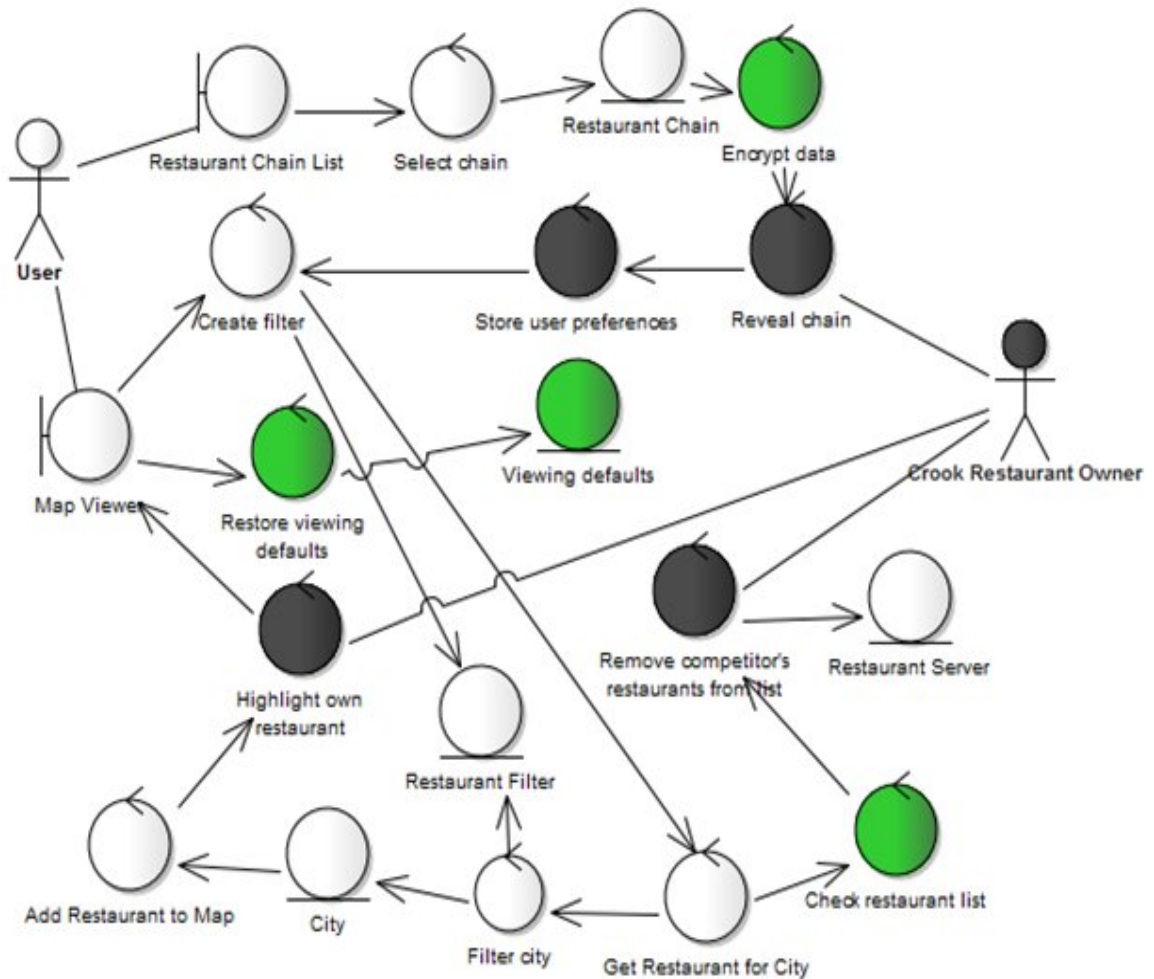 Restaurant Chain
Encrypt data
Restaurant Chain List
Select chain
User
Create filter
Store user preferences
Reveal chain
Crook Restaurant Owner
Map Viewer
Restore viewing
defaults
Viewing defaults
Highlight own
restaurant
Remove competitor's
restaurants from list
Restaurant Server
Restaurant Filter
Add Restaurant to Map
City
Filter city
Get Restaurant for City
Check restaurant list